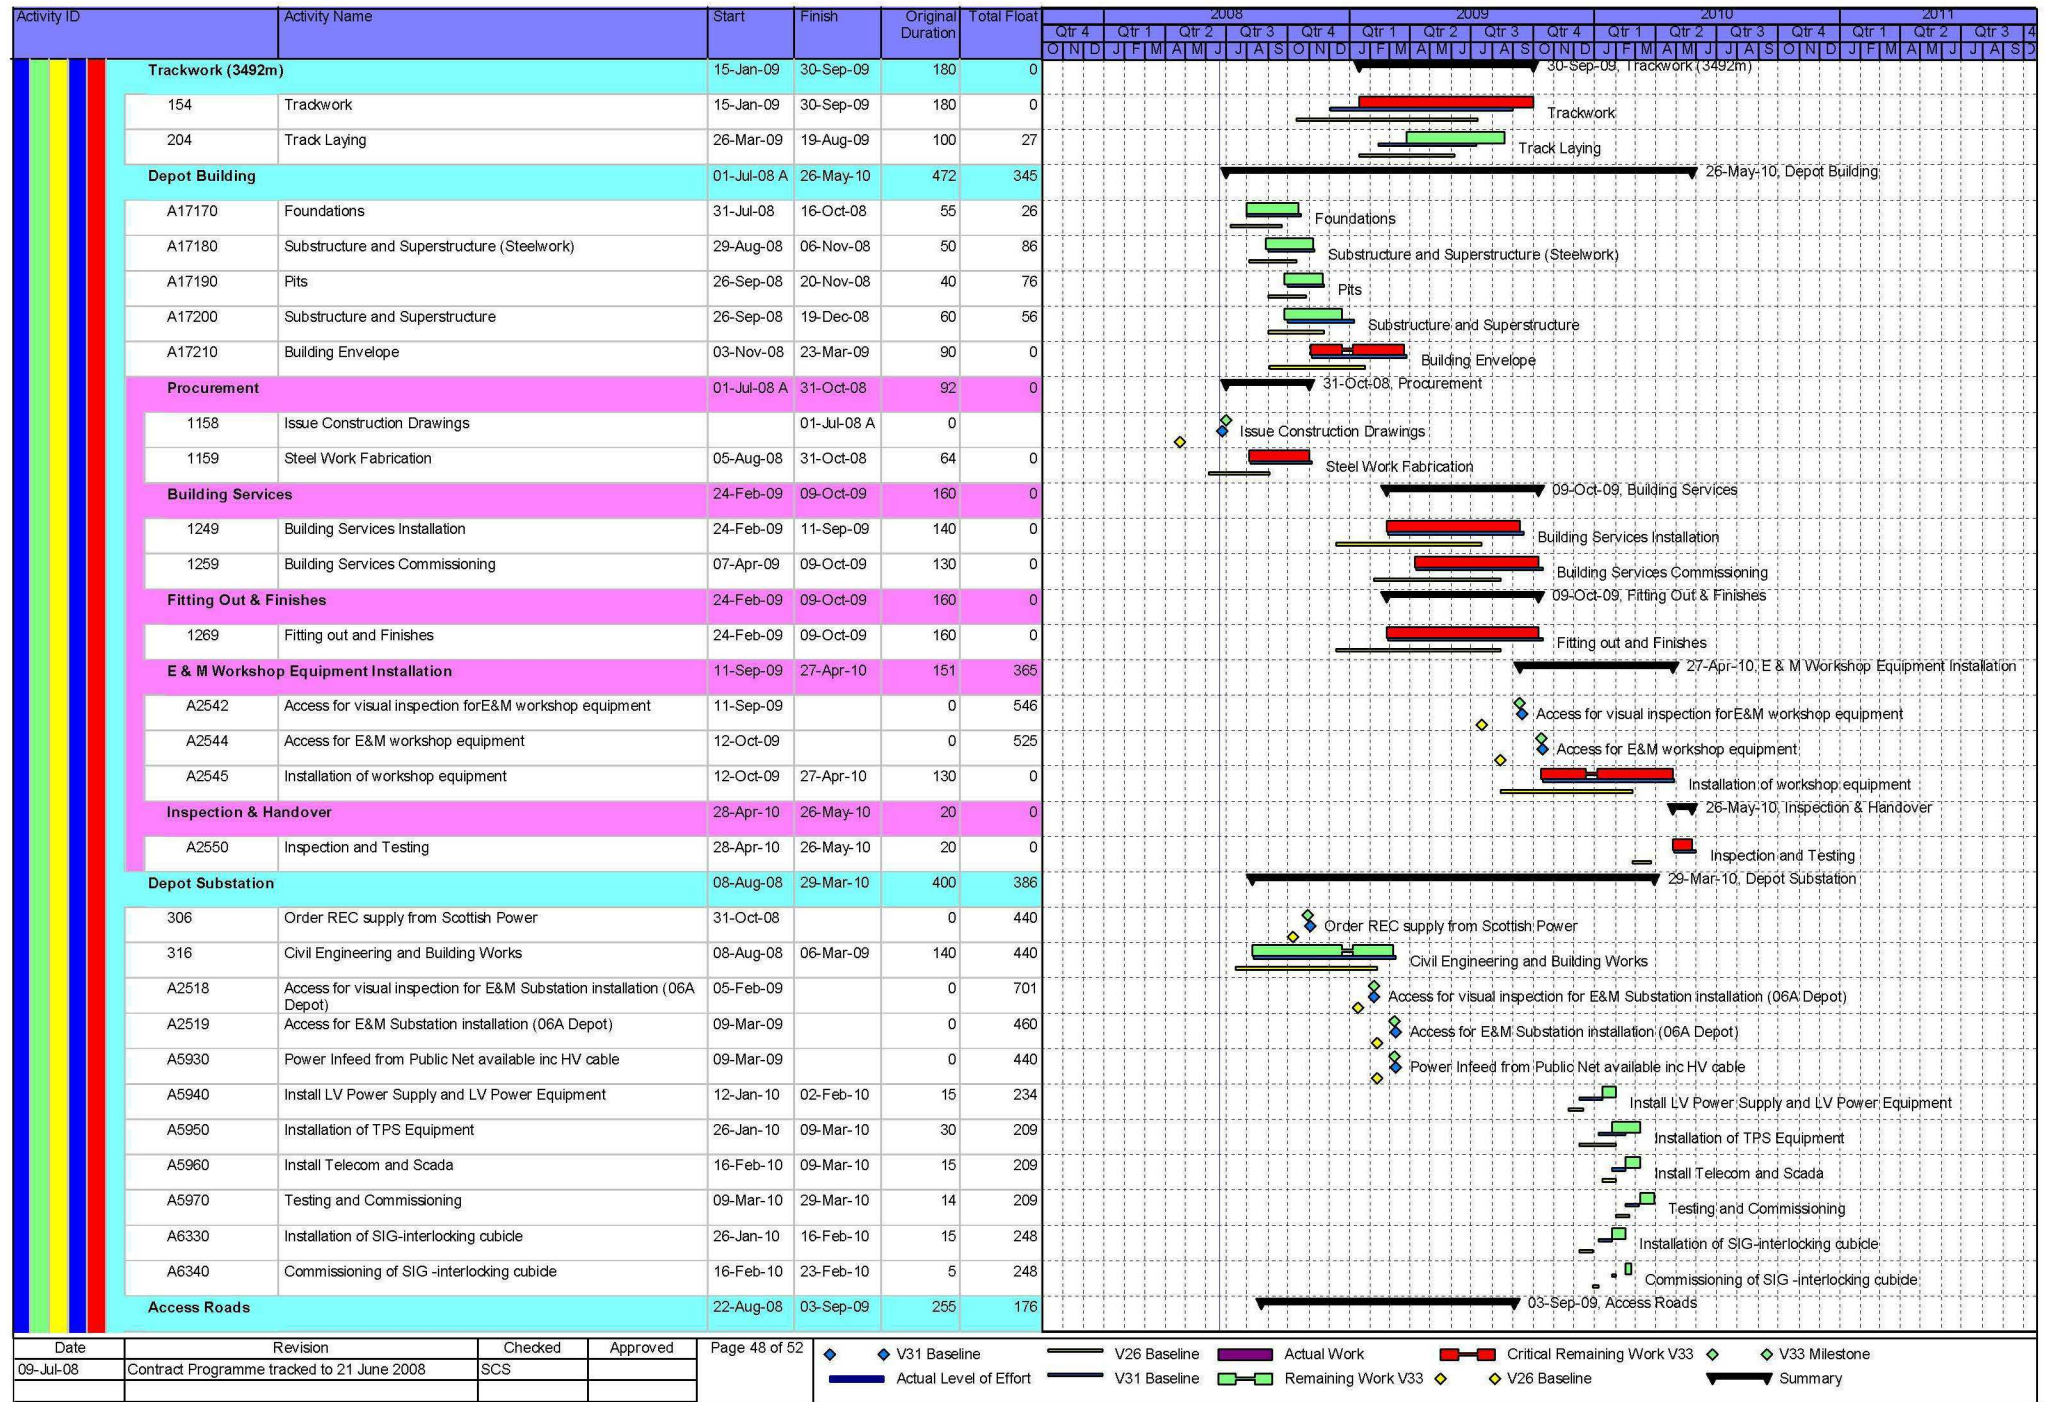 Activity ID Activity Name Start Finish Original Duration Total Float 2008 2009 2010 2011
Qtr 4 Qtr 1 Qtr 2 Qtr 3 Qtr 4 Qtr 1 Qtr 2 Qtr 3 Qtr 4 Qtr 1 Qtr 2 Qtr 3 Qtr 4 Qtr 1 Qtr 2 Qtr 3 4
O N D J F M A M J J A S O N D J F M A M J J A S O N D J F M A M J J A S O N D J F M A M J J A S O
Trackwork (3492m) 15-Jan-09 30-Sep-09 180 0 30-Sep-09, Trackwork (3492m)
154 Trackwork 15-Jan-09 30-Sep-09 180 0 Trackwork
204 Track Laying 26-Mar-09 19-Aug-09 100 27 Track Laying
Depot Building 01-Jul-08 A 26-May-10 472 345 26-May-10, Depot Building
A17170 Foundations 31-Jul-08 16-Oct-08 55 26 Foundations
A17180 Substructure and Superstructure (Steelwork) 29-Aug-08 06-Nov-08 50 86 Substructure and Superstructure (Steelwork)
A17190 Pits 26-Sep-08 20-Nov-08 40 76 Pits
A17200 Substructure and Superstructure 26-Sep-08 19-Dec-08 60 56 Substructure and Superstructure
A17210 Building Envelope 03-Nov-08 23-Mar-09 90 0 Building Envelope
Procurement 01-Jul-08 A 31-Oct-08 92 0 31-Oct-08, Procurement
1158 Issue Construction Drawings 01-Jul-08 A 0 Issue Construction Drawings
1159 Steel Work Fabrication 05-Aug-08 31-Oct-08 64 0 Steel Work Fabrication
Building Services 24-Feb-09 09-Oct-09 160 0 09-Oct-09, Building Services
1249 Building Services Installation 24-Feb-09 11-Sep-09 140 0 Building Services Installation
1259 Building Services Commissioning 07-Apr-09 09-Oct-09 130 0 Building Services Commissioning
Fitting Out & Finishes 24-Feb-09 09-Oct-09 160 0 09-Oct-09, Fitting Out & Finishes
1269 Fitting out and Finishes 24-Feb-09 09-Oct-09 160 0 Fitting out and Finishes
E & M Workshop Equipment Installation 11-Sep-09 27-Apr-10 151 365 27-Apr-10, E & M Workshop Equipment Installation
A2542 Access for visual inspection forE&M workshop equipment 11-Sep-09 0 546 Access for visual inspection forE&M workshop equipment
A2544 Access for E&M workshop equipment 12-Oct-09 0 525 Access for E&M workshop equipment
A2545 Installation of workshop equipment 12-Oct-09 27-Apr-10 130 0 Installation of workshop equipment
Inspection & Handover 28-Apr-10 26-May-10 20 0 26-May-10, Inspection & Handover
A2550 Inspection and Testing 28-Apr-10 26-May-10 20 0 Inspection and Testing
Depot Substation 08-Aug-08 29-Mar-10 400 386 29-Mar-10, Depot Substation
306 Order REC supply from Scottish Power 31-Oct-08 0 440 Order REC supply from Scottish Power
316 Civil Engineering and Building Works 08-Aug-08 06-Mar-09 140 440 Civil Engineering and Building Works
A2518 Access for visual inspection for E&M Substation installation (06A Depot) 05-Feb-09 0 701 Access for visual inspection for E&M Substation installation (06A Depot)
A2519 Access for E&M Substation installation (06A Depot) 09-Mar-09 0 460 Access for E&M Substation installation (06A Depot)
A5930 Power Infeed from Public Net available inc HV cable 09-Mar-09 0 440 Power Infeed from Public Net available inc HV cable
A5940 Install LV Power Supply and LV Power Equipment 12-Jan-10 02-Feb-10 15 234 Install LV Power Supply and LV Power Equipment
A5950 Installation of TPS Equipment 26-Jan-10 09-Mar-10 30 209 Installation of TPS Equipment
A5960 Install Telecom and Scada 16-Feb-10 09-Mar-10 15 209 Install Telecom and Scada
A5970 Testing and Commissioning 09-Mar-10 29-Mar-10 14 209 Testing and Commissioning
A6330 Installation of SIG-interlocking cubicle 26-Jan-10 16-Feb-10 15 248 Installation of SIG-interlocking cubicle
A6340 Commissioning of SIG -interlocking cubicle 16-Feb-10 23-Feb-10 5 248 Commissioning of SIG -interlocking cubicle
Access Roads 22-Aug-08 03-Sep-09 255 176 03-Sep-09, Access Roads
Date Revision Checked Approved Page 48 of 52 V31 Baseline V26 Baseline Actual Work Critical Remaining Work V33 V33 Milestone
09-Jul-08 Contract Programme tracked to 21 June 2008 SCS Actual Level of Effort V31 Baseline Remaining Work V33 V26 Baseline Summary